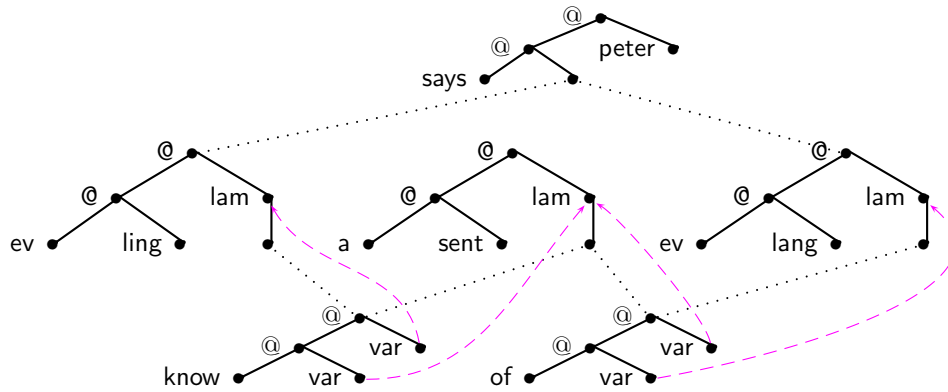 @
@ peter
says
@ @ @
@ lam @ lam @ lam
ev ling a sent ev lang
@ @
@ var @ var
know var of var